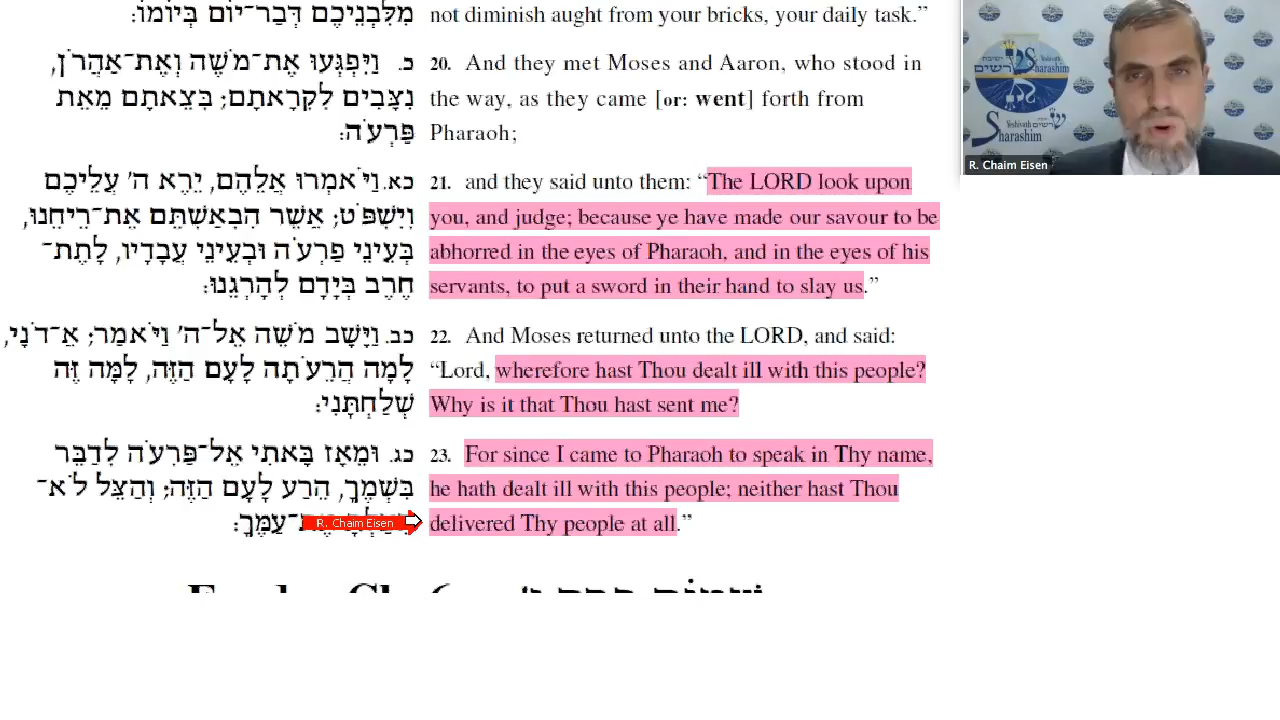 מִלִּבְנֵיכֶם דְּבַר־יוֹם בְּיוֹמוֹ:
not diminish aught from your bricks, your daily task.”
כ. וַיִּפְגְּעוּ אֶת־מֹשֶׁה וְאֶת־אַהֲרֹן,
נִצָּבִים לִקְרָאתָם; בְּצֵאתָם מֵאֵת
פַּרְעֹה:
20. And they met Moses and Aaron, who stood in
the way, as they came [or: went] forth from
Pharaoh;
כא. וַיֹּאמְרוּ אֲלֵהֶם, יֵרֶא ה' עֲלֵיכֶם
וְיִשְׁפֹּט; אֲשֶׁר הִבְאַשְׁתֶּם אֶת־רֵיחֵנוּ,
בְּעֵינֵי פַרְעֹה וּבְעֵינֵי עֲבָדָיו, לָתֶת־
חֶרֶב בְּיָדָם לְהָרְגֵנוּ:
21. and they said unto them: “The LORD look upon
you, and judge; because ye have made our savour to be
abhorred in the eyes of Pharaoh, and in the eyes of his
servants, to put a sword in their hand to slay us.”
כב. וַיָּשָׁב מֹשֶׁה אֶל־ה' וַיֹּאמַר; אֲ־דֹנָי,
לָמָה הֲרֵעֹתָה לָעָם הַזֶּה, לָמָּה זֶּה
שְׁלַחְתָּנִי:
22. And Moses returned unto the LORD, and said:
“Lord, wherefore hast Thou dealt ill with this people?
Why is it that Thou hast sent me?
כג. וּמֵאָז בָּאתִי אֶל־פַּרְעֹה לְדַבֵּר
בִּשְׁמֶךָ, הֵרַע לָעָם הַזֶּה; וְהַצֵּל לֹא־
עַמֶּךָ:
23. For since I came to Pharaoh to speak in Thy name,
he hath dealt ill with this people; neither hast Thou
delivered Thy people at all.”
R. Chaim Eisen
Sharashim
שרשים
Yeshivath
Sharashim
R. Chaim Eisen